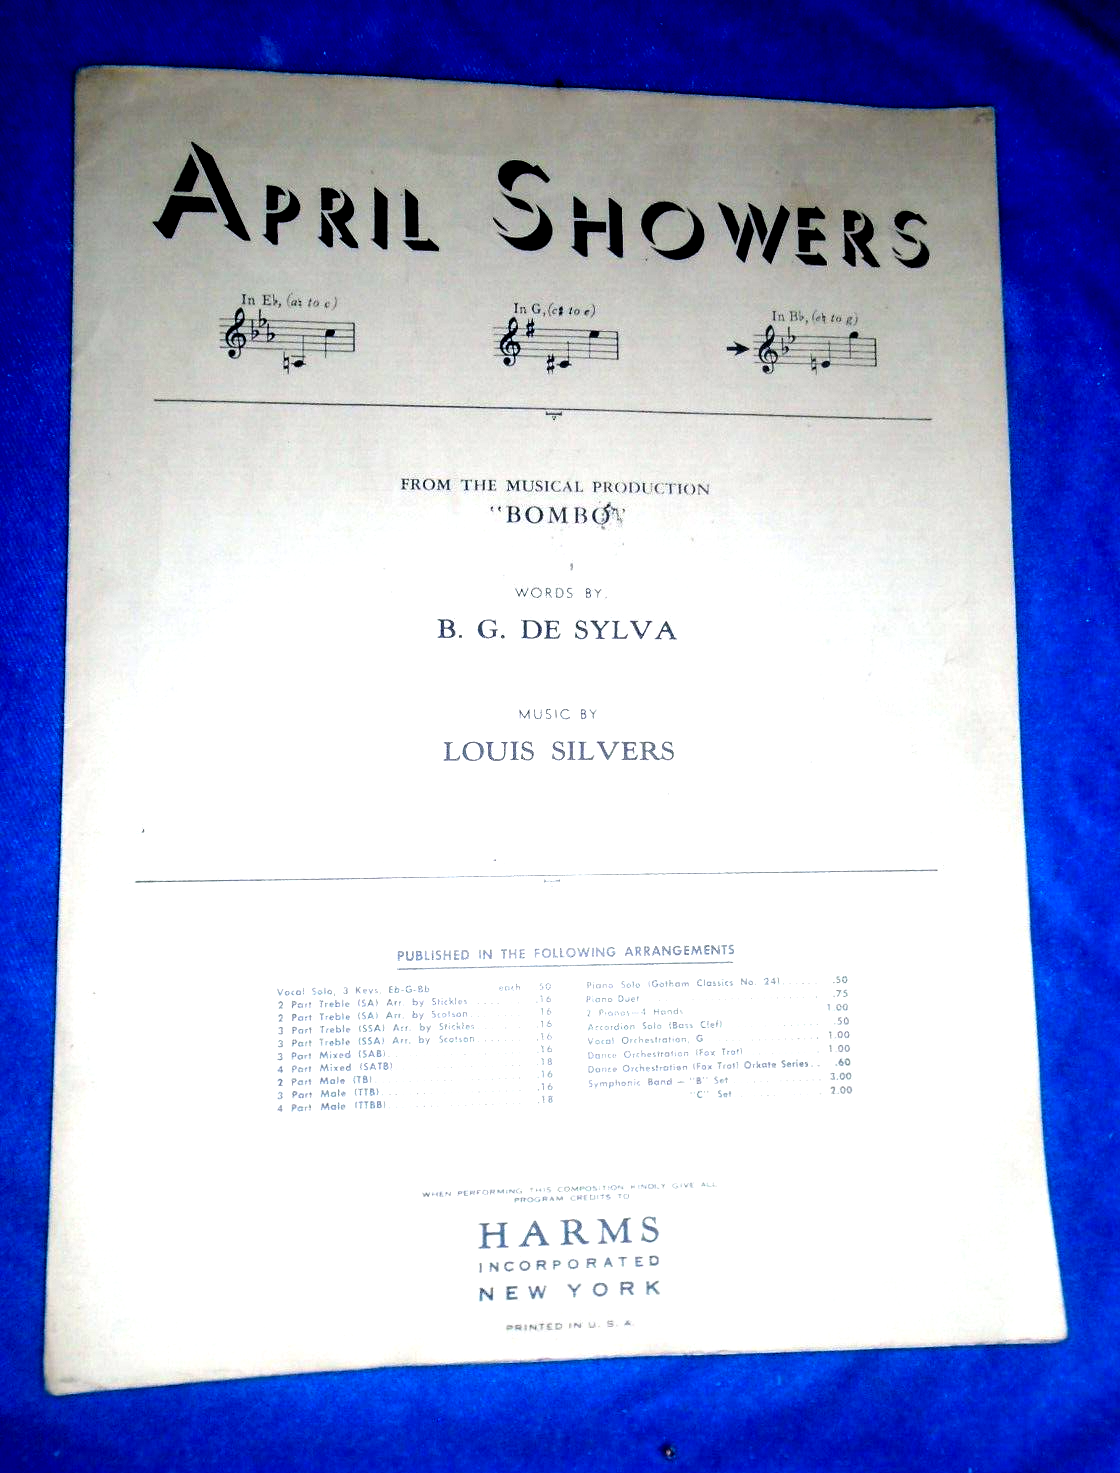 APRIL SHOWERS
In E♭, (a♮ to c)
In G, (c♯ to e)
In B♭, (e♮ to g)
FROM THE MUSICAL PRODUCTION
"BOMBO"
WORDS BY
B. G. DE SYLVA
MUSIC BY
LOUIS SILVERS
PUBLISHED IN THE FOLLOWING ARRANGEMENTS
Vocal Solo, 3 Keys, Eb-G-Bb each .50
2 Part Treble (SA) Arr. by Stickles .16
2 Part Treble (SA) Arr. by Scotson .16
3 Part Treble (SSA) Arr. by Stickles .16
3 Part Treble (SSA) Arr. by Scotson .16
3 Part Mixed (SAB) .16
4 Part Mixed (SATB) .18
2 Part Male (TB) .16
3 Part Male (TTB) .16
4 Part Male (TTBB) .18
Piano Solo (Gotham Classics No. 24) .50
Piano Duet .75
2 Pianos—4 Hands 1.00
Accordion Solo (Bass Clef) .50
Vocal Orchestration, G 1.00
Dance Orchestration (Fox Trot) 1.00
Dance Orchestration (Fox Trot) Orkette Series .60
Symphonic Band — "B" Set 3.00
"C" Set 2.00
WHEN PERFORMING THIS COMPOSITION KINDLY GIVE ALL
PROGRAM CREDITS TO
HARMS
INCORPORATED
NEW YORK
PRINTED IN U. S. A.